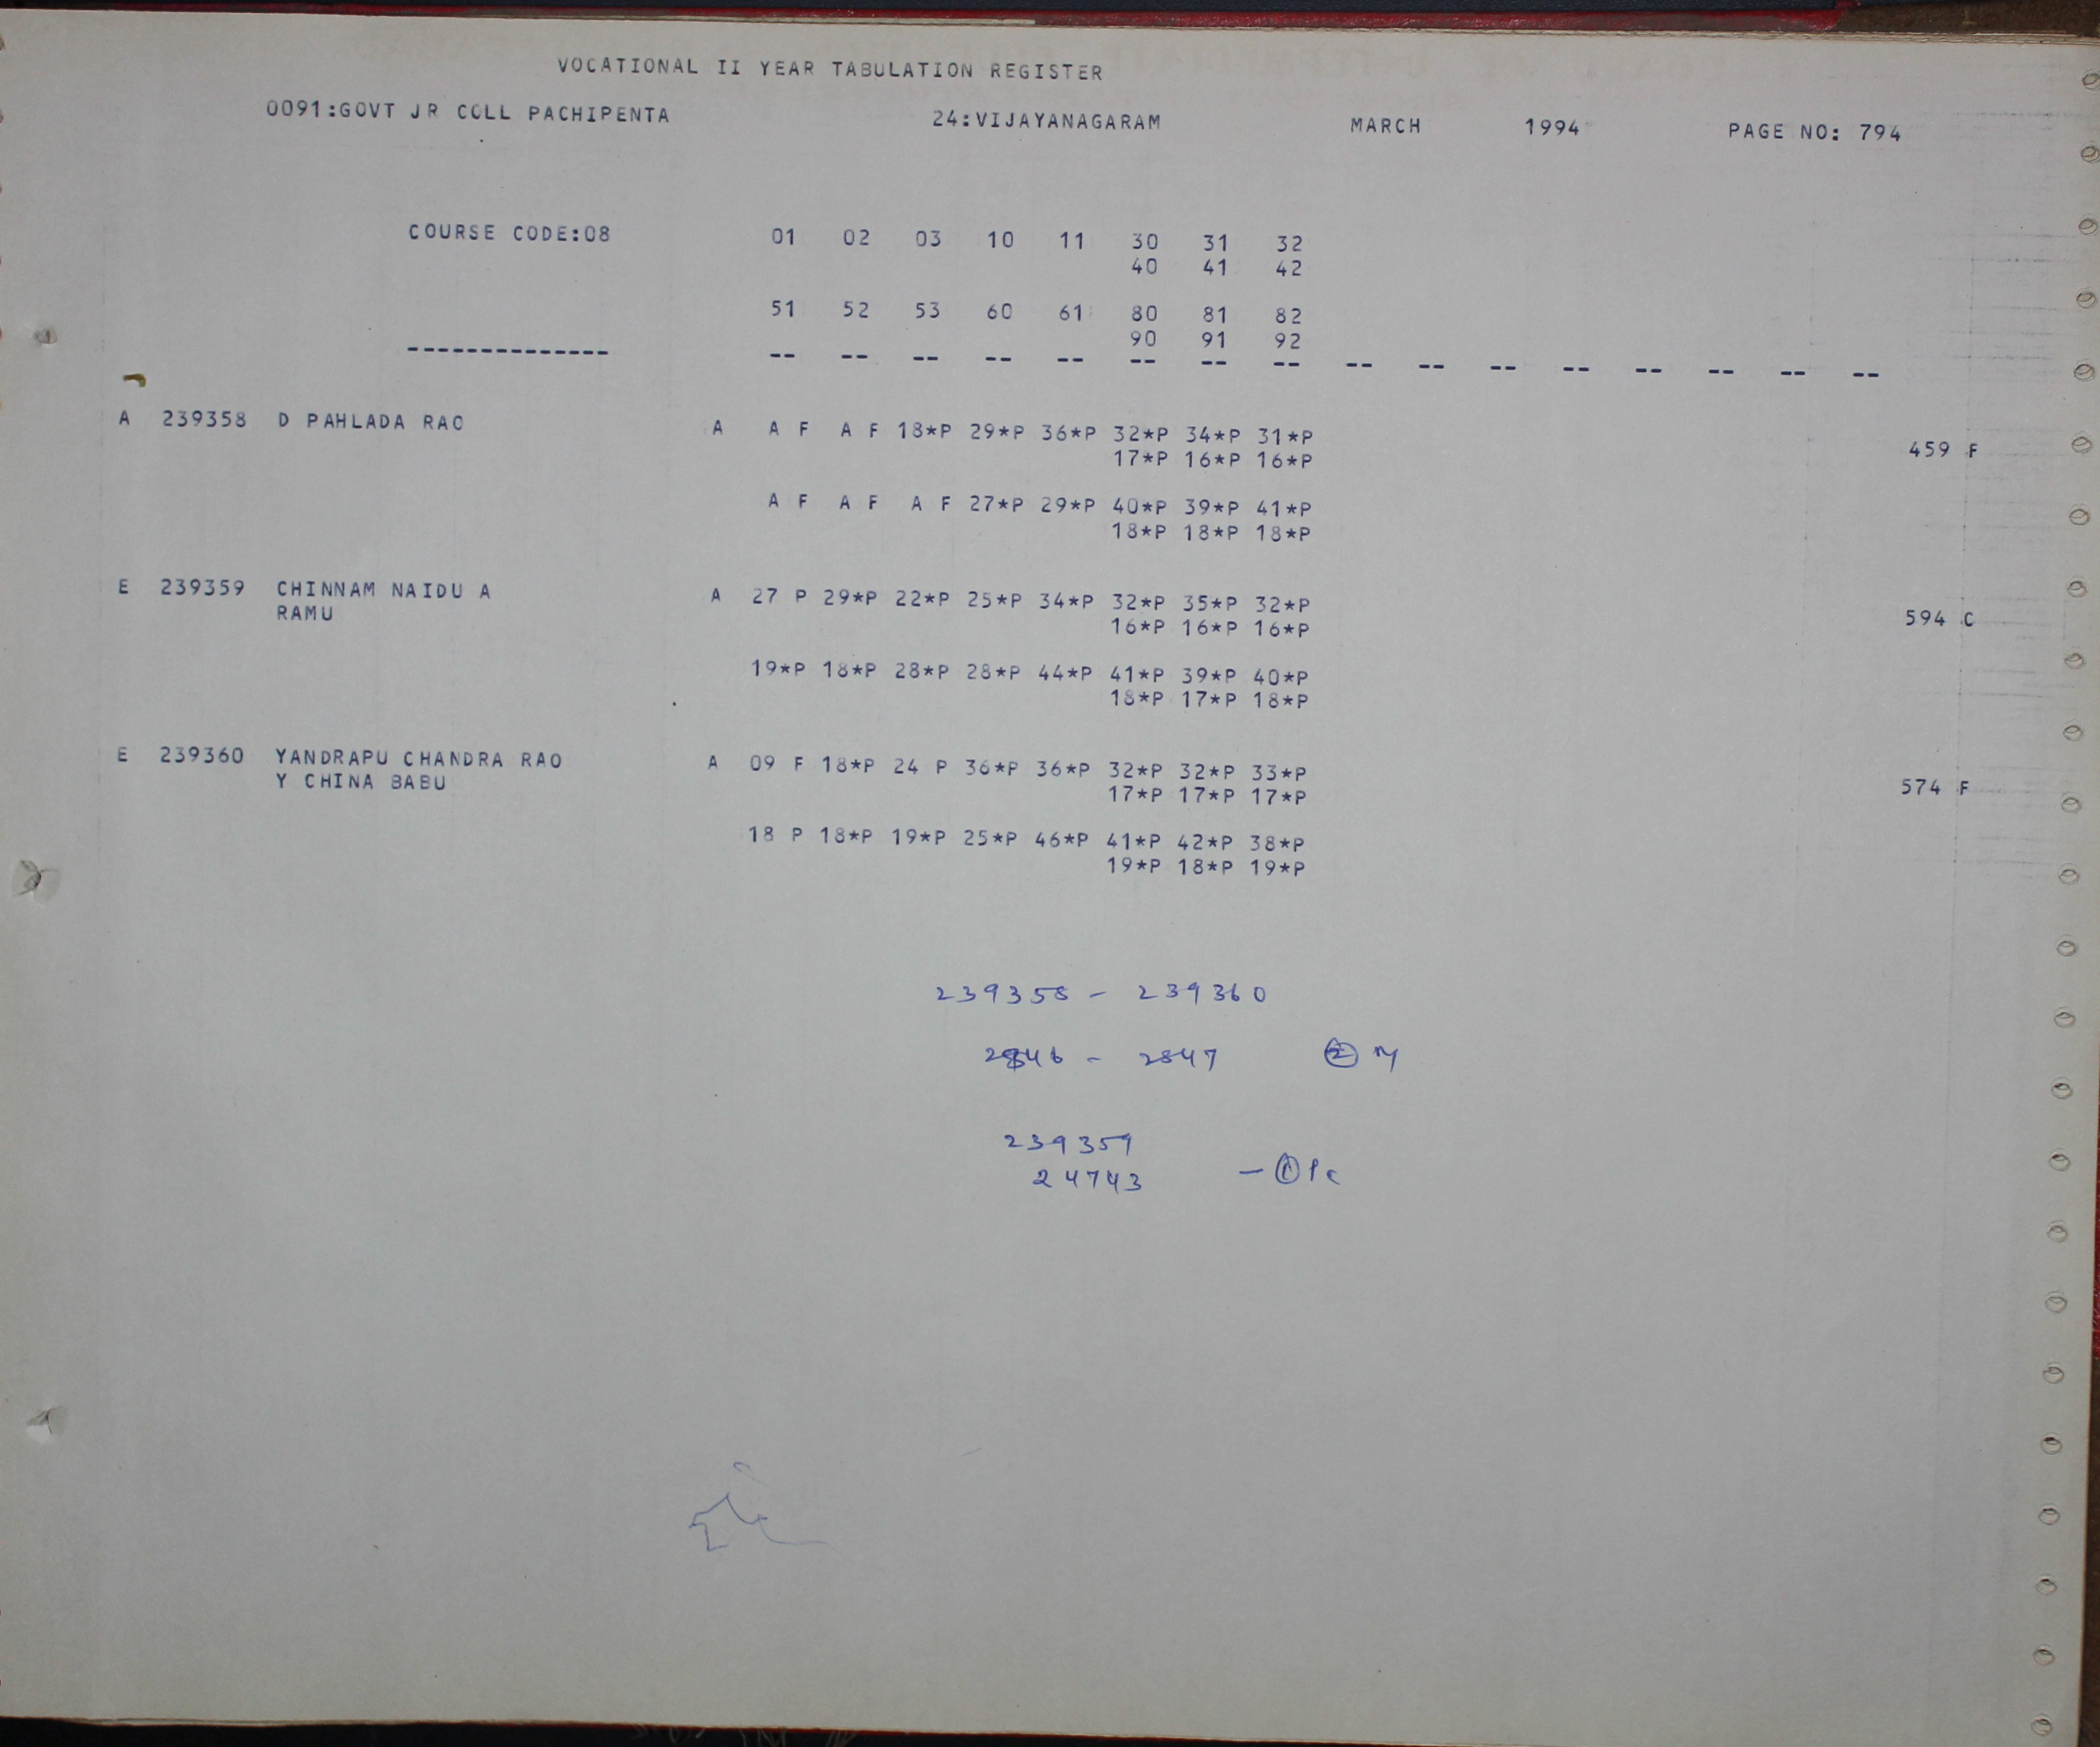 VOCATIONAL II YEAR TABULATION REGISTER
0091:GOVT JR COLL PACHIPENTA 24:VIJAYANAGARAM MARCH 1994 PAGE NO: 794
COURSE CODE:08 01 02 03 10 11 30 31 32
40 41 42
51 52 53 60 61 80 81 82
90 91 92
-------------- -- -- -- -- -- -- -- -- -- -- -- -- -- -- -- --
A 239358 D PAHLADA RAO A A F A F 18*P 29*P 36*P 32*P 34*P 31*P
17*P 16*P 16*P 459 F
A F A F A F 27*P 29*P 40*P 39*P 41*P
18*P 18*P 18*P
E 239359 CHINNAM NAIDU A A 27 P 29*P 22*P 25*P 34*P 32*P 35*P 32*P
RAMU 16*P 16*P 16*P 594 C
19*P 18*P 28*P 28*P 44*P 41*P 39*P 40*P
18*P 17*P 18*P
E 239360 YANDRAPU CHANDRA RAO A 09 F 18*P 24 P 36*P 36*P 32*P 32*P 33*P
Y CHINA BABU 17*P 17*P 17*P 574 F
18 P 18*P 19*P 25*P 46*P 41*P 42*P 38*P
19*P 18*P 19*P
239358 - 239360
2846 - 2847 2 M
239359
24743 - 1 Pc